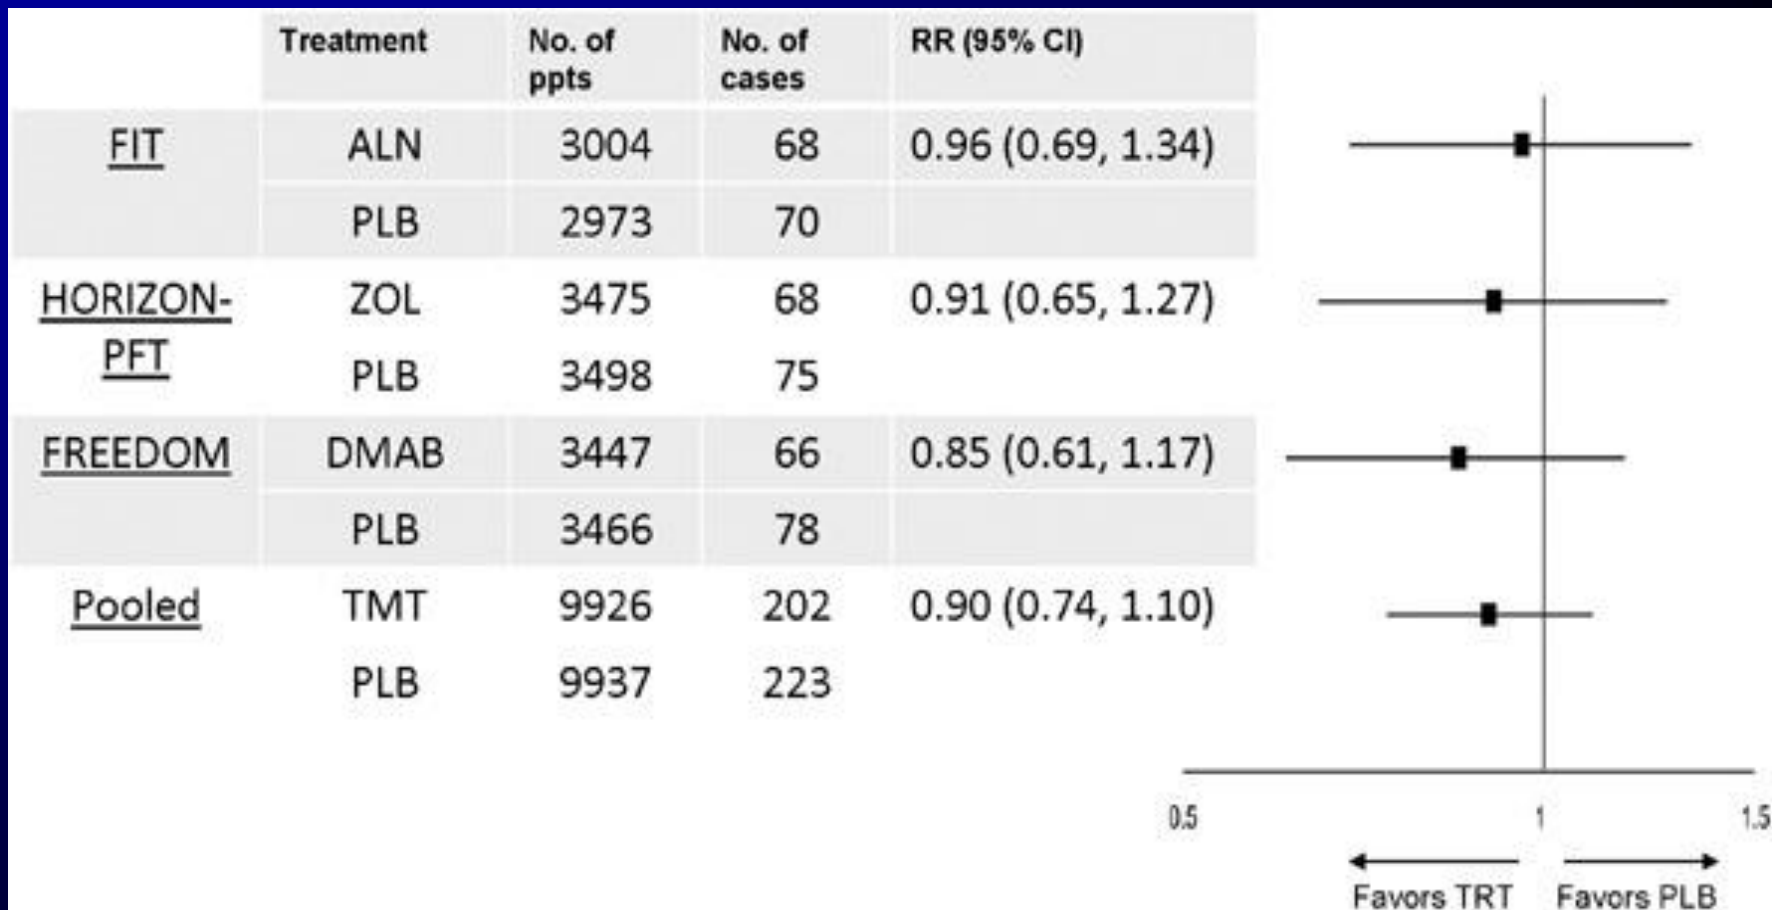 Treatment No. of ppts No. of cases RR (95% CI)
FIT ALN 3004 68 0.96 (0.69, 1.34)
PLB 2973 70
HORIZON-PFT ZOL 3475 68 0.91 (0.65, 1.27)
PLB 3498 75
FREEDOM DMAB 3447 66 0.85 (0.61, 1.17)
PLB 3466 78
Pooled TMT 9926 202 0.90 (0.74, 1.10)
PLB 9937 223
0.5 1 1.5
Favors TRT Favors PLB